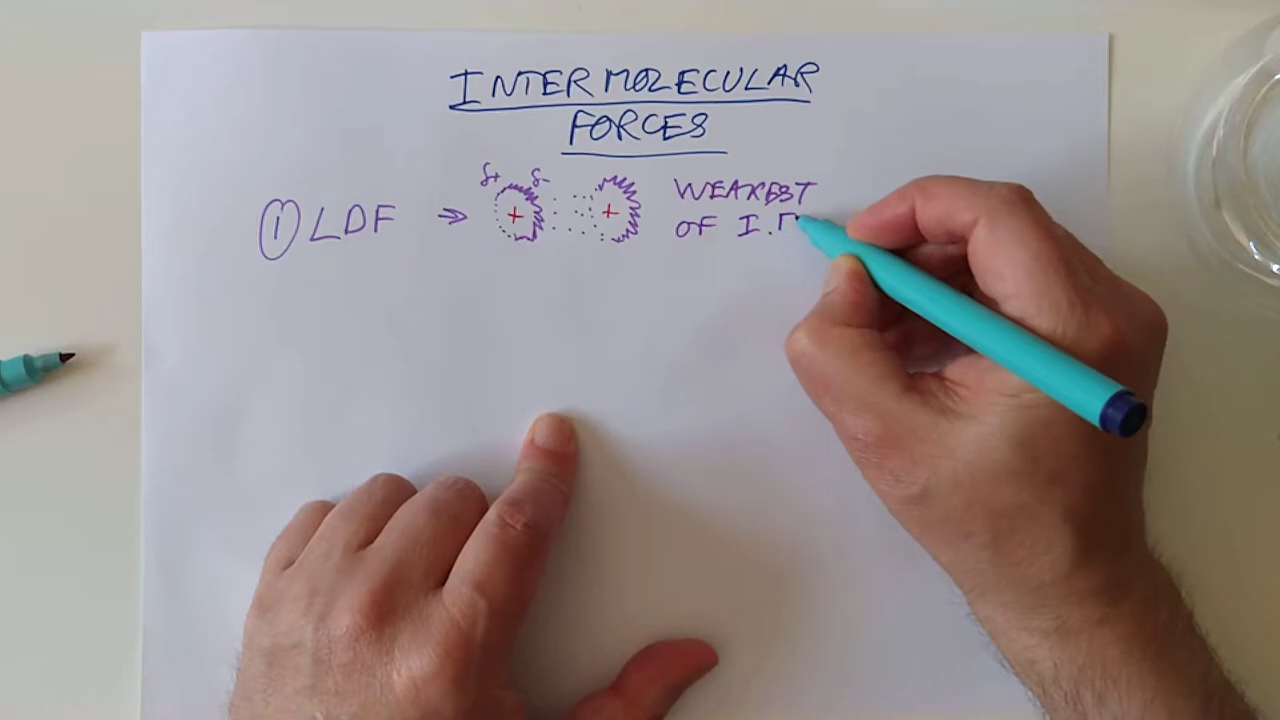 INTERMOLECULAR
FORCES
δ+ δ-
① LDF ⇒ + + WEAKEST
OF I.